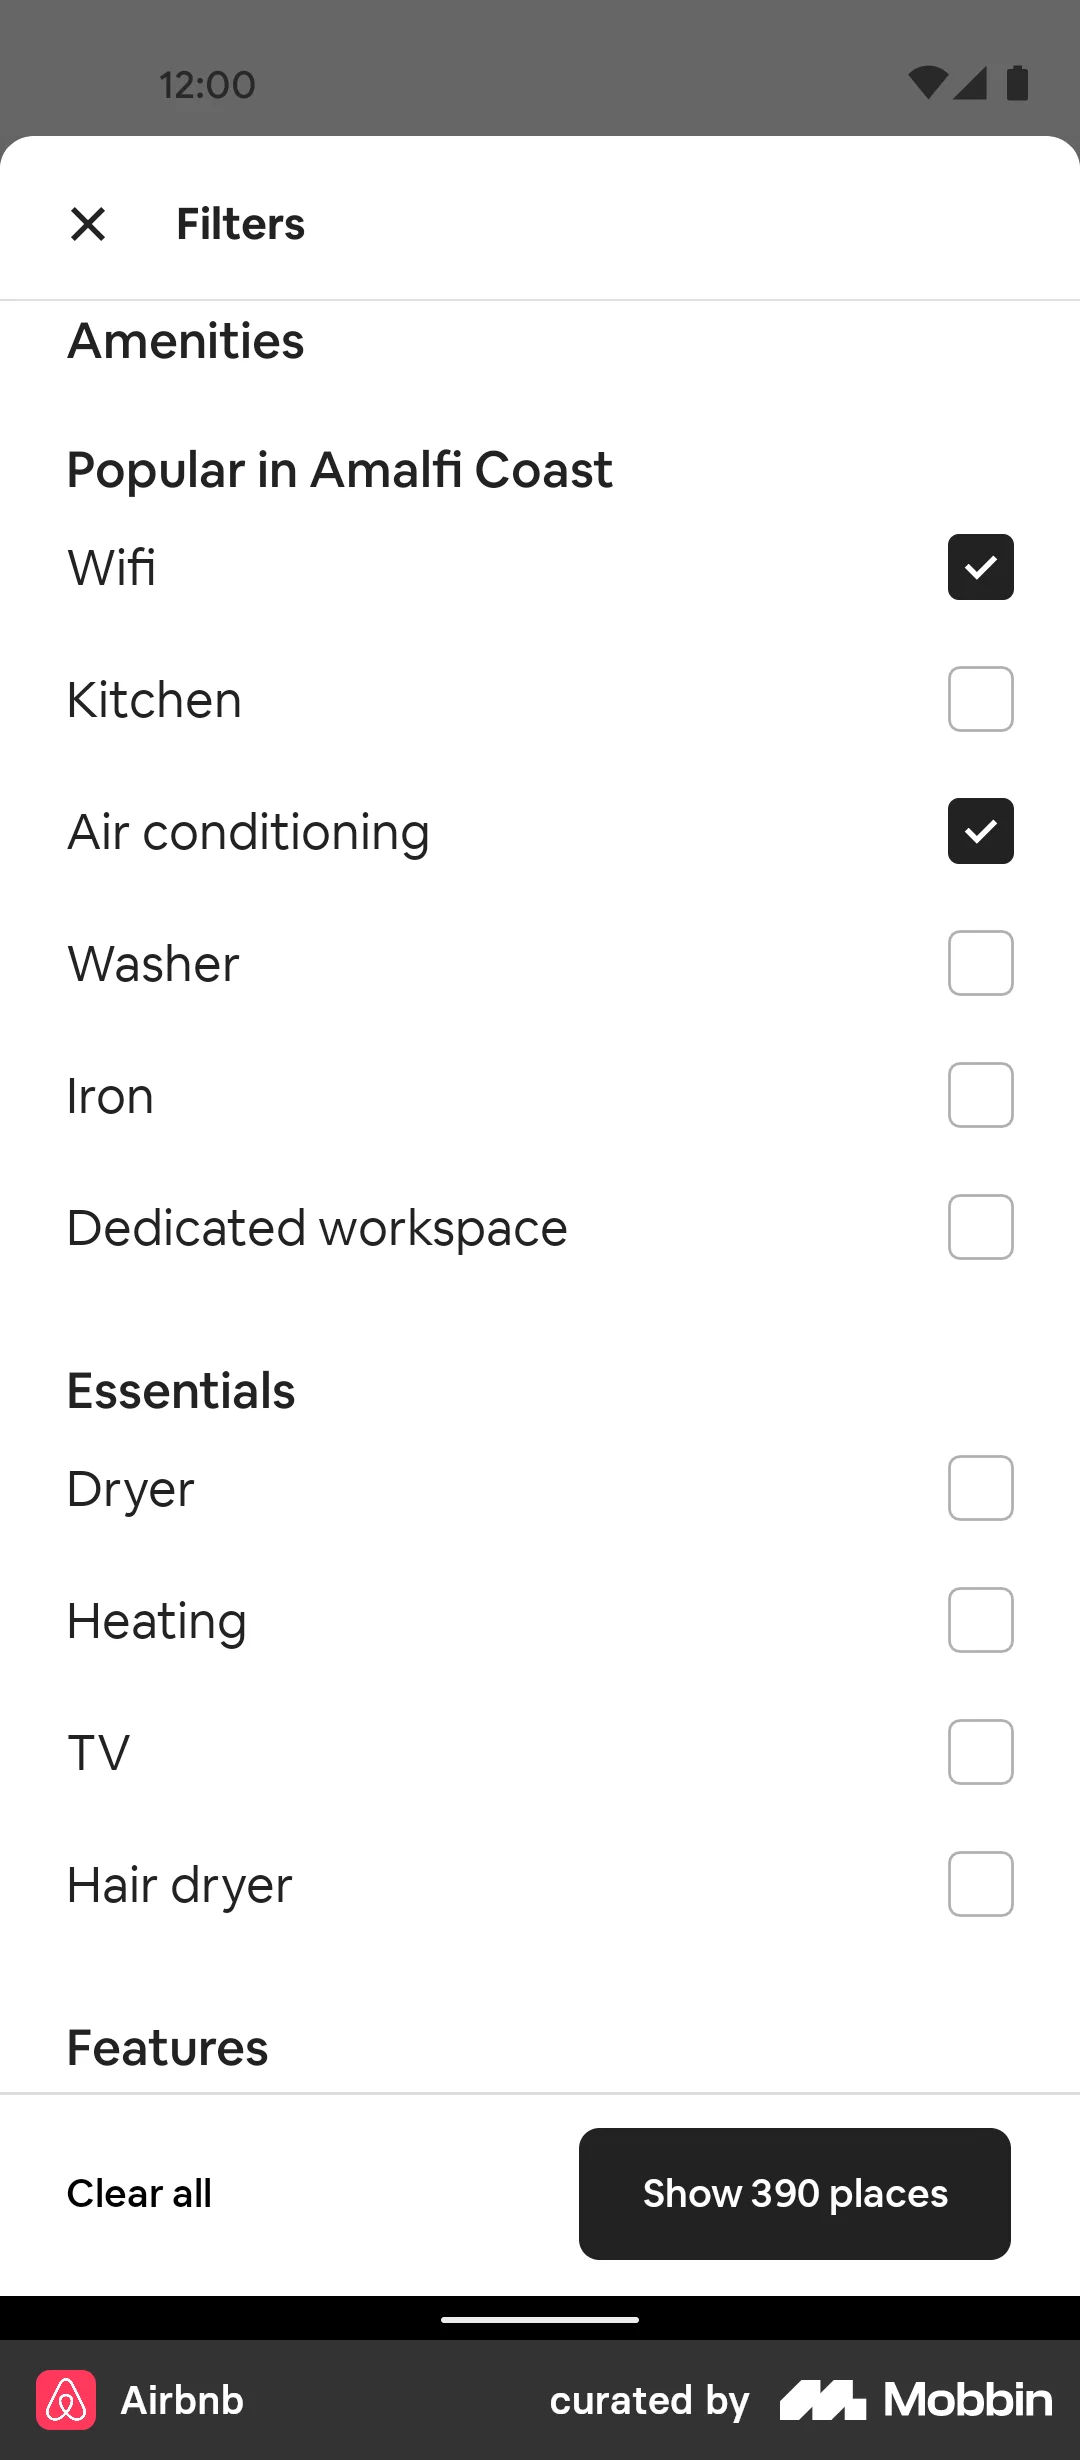 12:00
Filters
Amenities
Popular in Amalfi Coast
Wifi
Kitchen
Air conditioning
Washer
Iron
Dedicated workspace
Essentials
Dryer
Heating
TV
Hair dryer
Features
Clear all
Show 390 places
Airbnb
curated by Mobbin